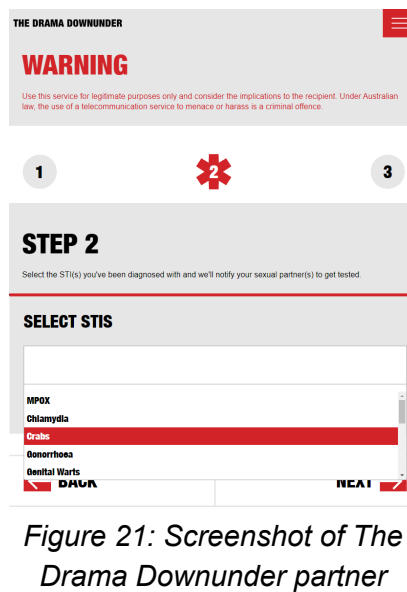 THE DRAMA DOWNUNDER
WARNING
Use this service for legitimate purposes only and consider the implications to the recipient. Under Australian
law, the use of a telecommunication service to menace or harass is a criminal offence.
1
2
3
STEP 2
Select the STI(s) you've been diagnosed with and we'll notify your sexual partner(s) to get tested.
SELECT STIS
MPOX
Chlamydia
Crabs
Gonorrhoea
Genital Warts
BACK
NEXT
Figure 21: Screenshot of The
Drama Downunder partner